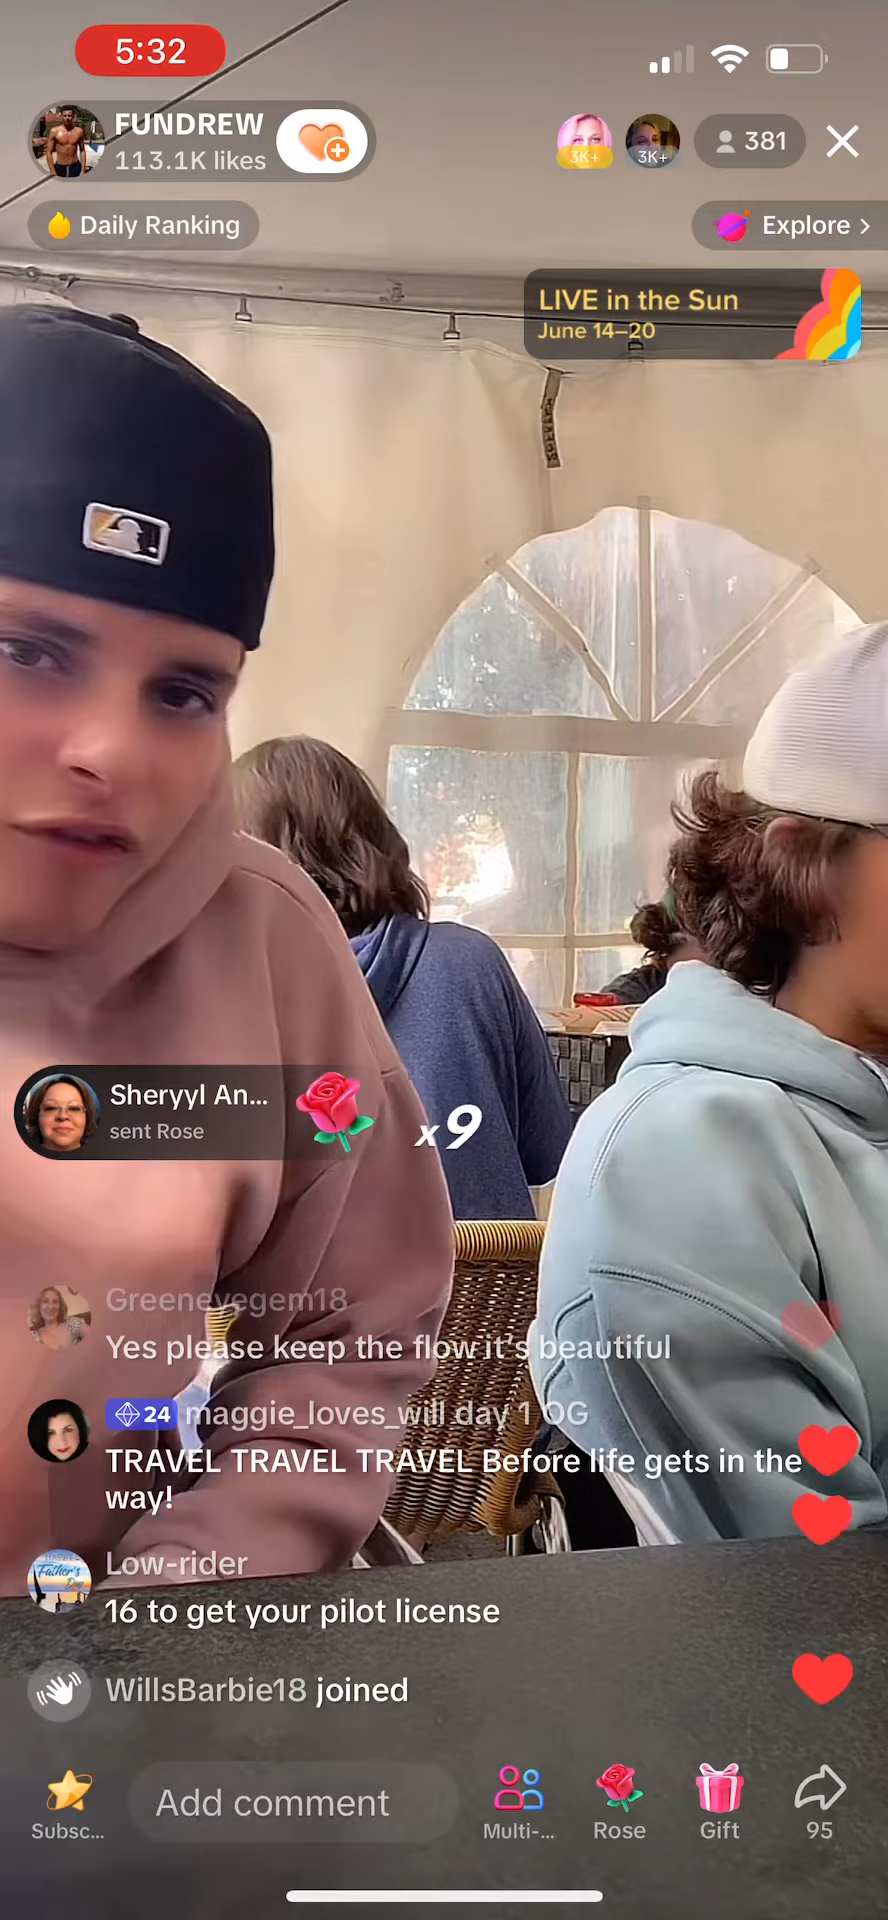 5:32
FUNDREW
113.1K likes
3K+
3K+
381
Daily Ranking
Explore >
LIVE in the Sun
June 14–20
Sheryyl An...
sent Rose
x9
Greeneyegem18
Yes please keep the flow it's beautiful
24 maggie_loves_will day 1 OG
TRAVEL TRAVEL TRAVEL Before life gets in the
way!
Father's
Day
Low-rider
16 to get your pilot license
WillsBarbie18 joined
Add comment
Subsc...
Multi-...
Rose
Gift
95